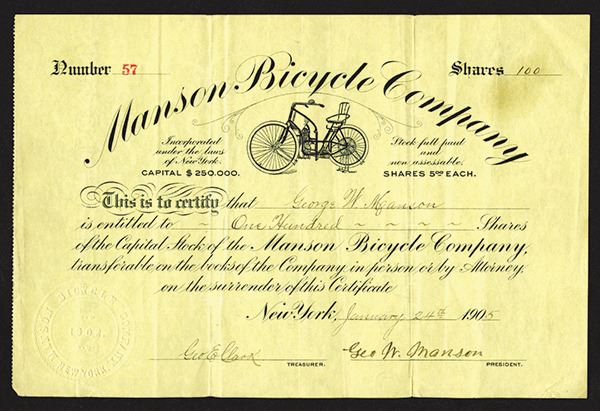 Number 57
Shares 100
Manson Bicycle Company
Incorporated
under the laws
of New York.
CAPITAL $250.000.
Stock full paid
and
non assessable.
SHARES 5.00 EACH.
This is to certify that George W. Manson
is entitled to One Hundred Shares
of the Capital Stock of the Manson Bicycle Company,
transferable on the books of the Company in person or by Attorney,
on the surrender of this Certificate
New York, January 24th 1905
Geo E Clark
TREASURER.
Geo W. Manson
PRESIDENT.
1904
NEW YORK